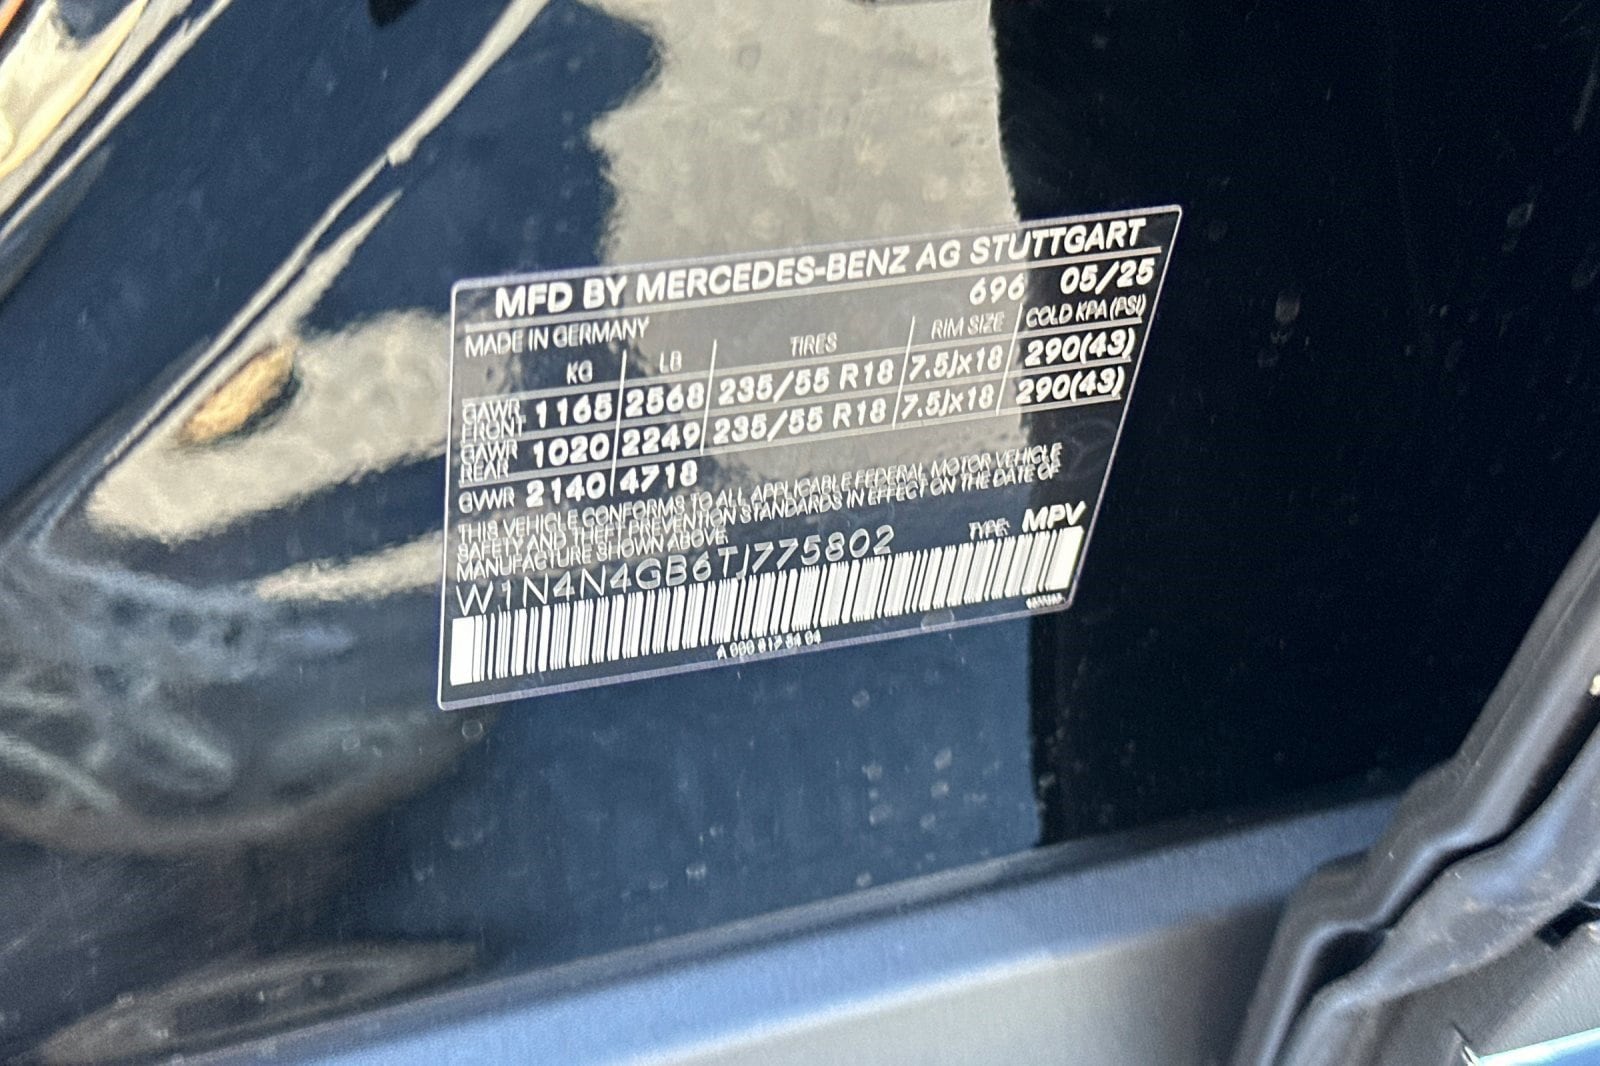 MFD BY MERCEDES-BENZ AG STUTTGART
MADE IN GERMANY 696 05/25
KG LB TIRES RIM SIZE COLD KPA (PSI)
GAWR FRONT 1165 2568 235/55 R18 7.5Jx18 290(43)
GAWR REAR 1020 2249 235/55 R18 7.5Jx18 290(43)
GVWR 2140 4718
THIS VEHICLE CONFORMS TO ALL APPLICABLE FEDERAL MOTOR VEHICLE
SAFETY AND THEFT PREVENTION STANDARDS IN EFFECT ON THE DATE OF
MANUFACTURE SHOWN ABOVE.
W1N4N4GB6TJ775802 TYPE: MPV
A 000